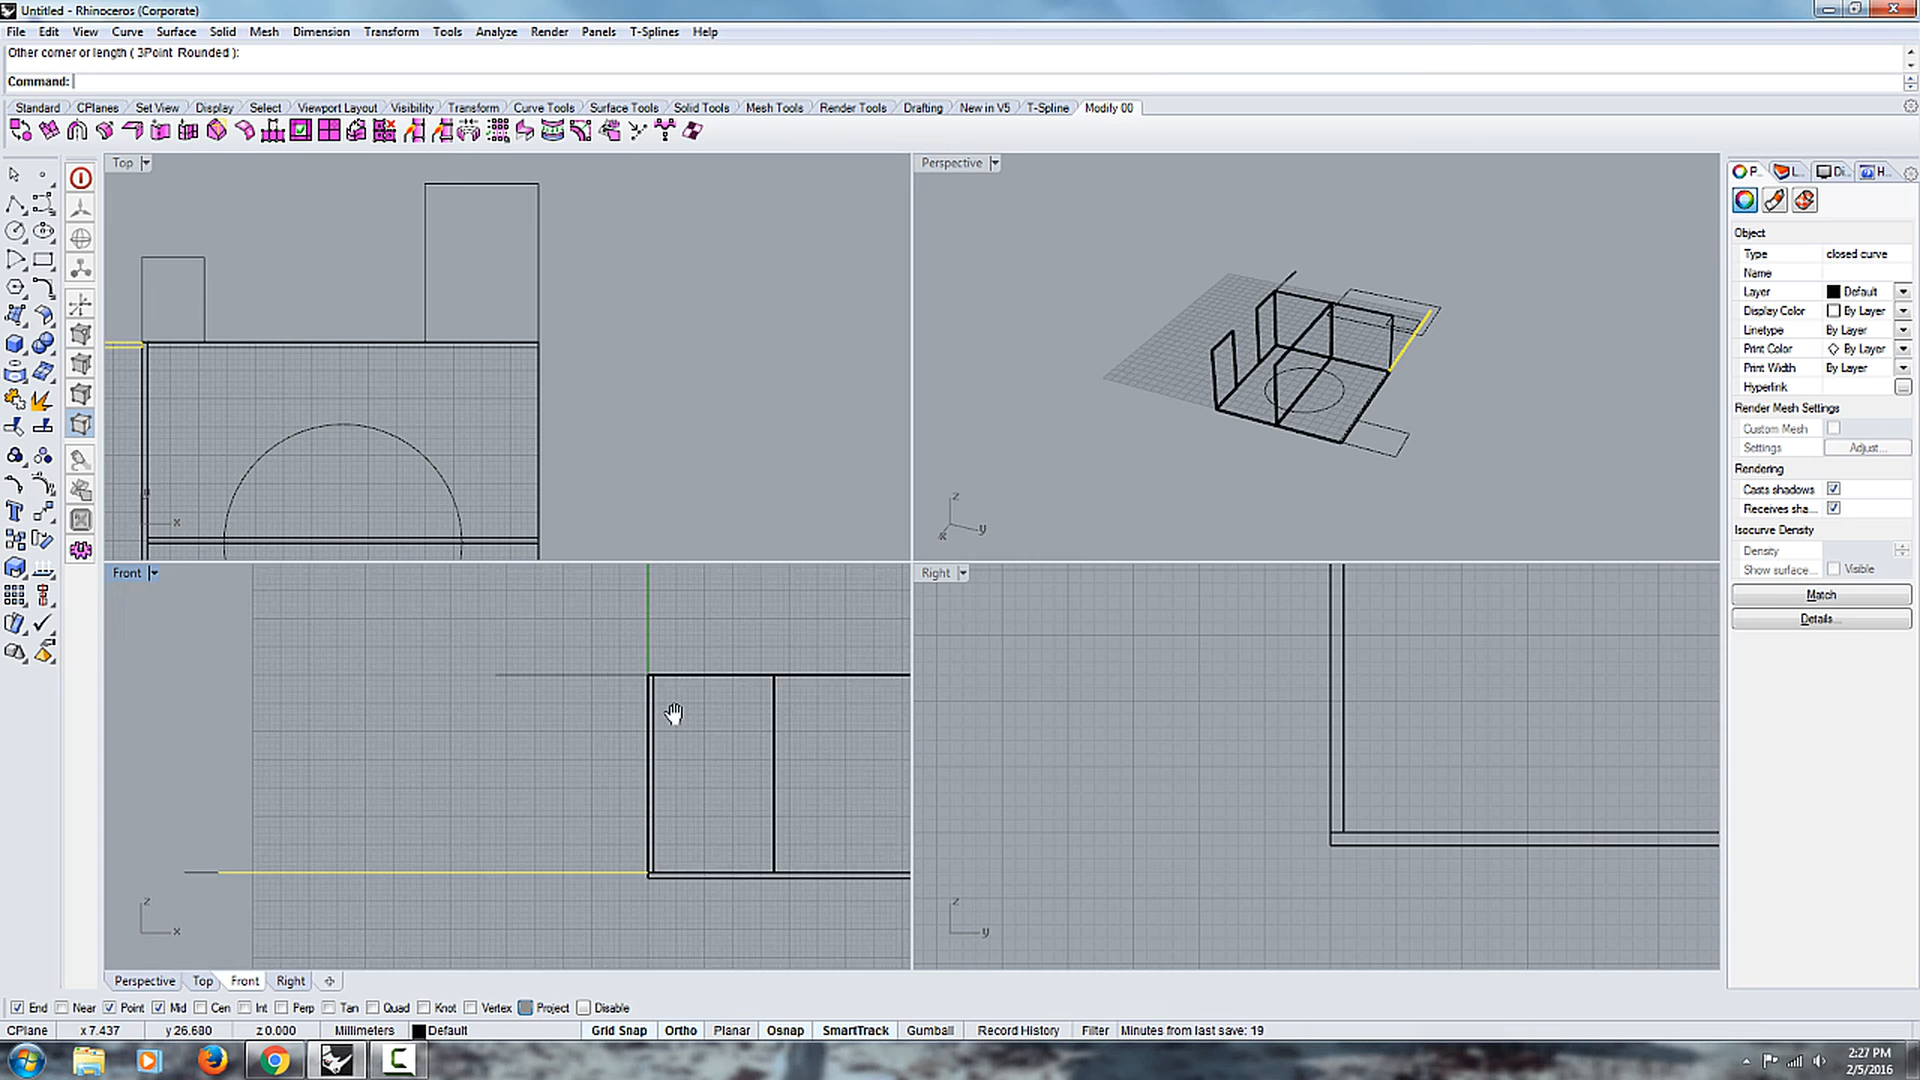 Untitled - Rhinoceros (Corporate)
File Edit View Curve Surface Solid Mesh Dimension Transform Tools Analyze Render Panels T-Splines Help
Other corner or length ( 3Point Rounded ):
Command:
Standard CPlanes Set View Display Select Viewport Layout Visibility Transform Curve Tools Surface Tools Solid Tools Mesh Tools Render Tools Drafting New in V5 T-Spline Modify 00
Top
Perspective
P... L... Di... H...
Object
Type closed curve
Name
Layer Default
Display Color By Layer
Linetype By Layer
Print Color By Layer
Print Width By Layer
Hyperlink ...
Render Mesh Settings
Custom Mesh
Settings Adjust...
Rendering
Casts shadows
Receives sha...
Isocurve Density
Density
Show surface... Visible
Match
Details...
x
z
y
x
Front
Right
z
x
z
y
Perspective Top Front Right
End Near Point Mid Cen Int Perp Tan Quad Knot Vertex Project Disable
CPlane x 7.437 y 26.680 z 0.000 Millimeters Default Grid Snap Ortho Planar Osnap SmartTrack Gumball Record History Filter Minutes from last save: 19
2:27 PM
2/5/2016